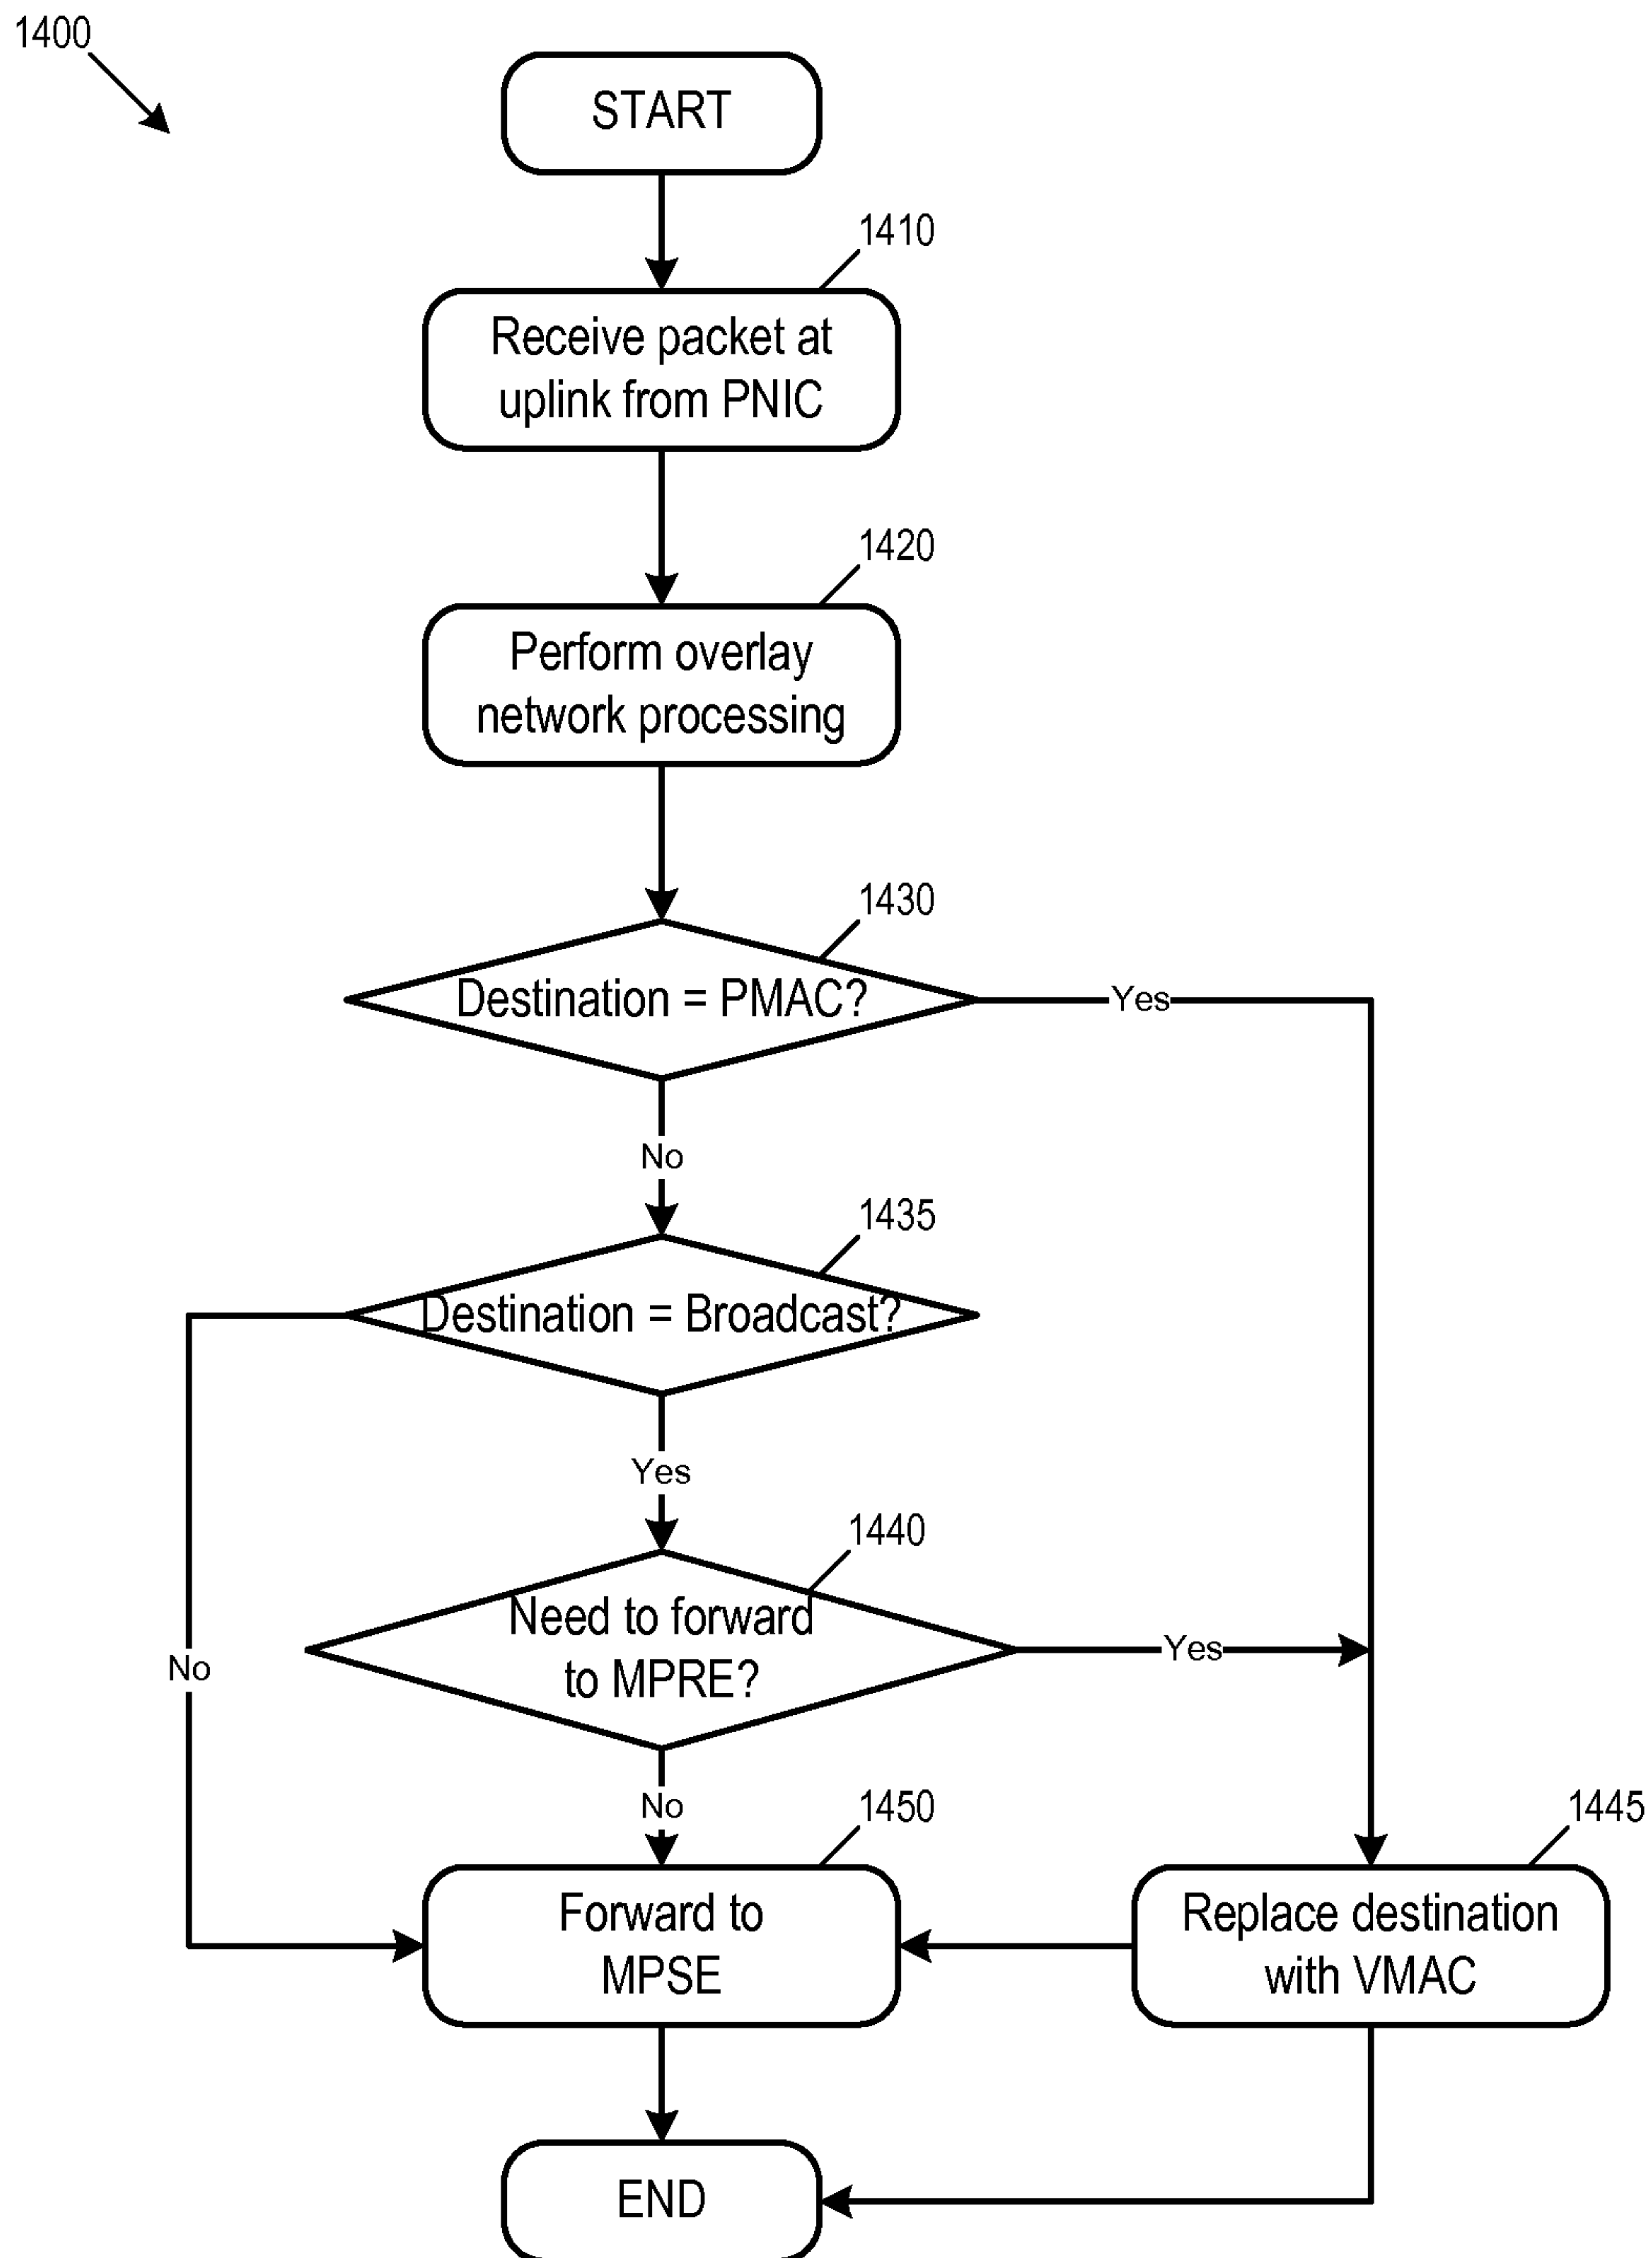 1400
START
1410
Receive packet at
uplink from PNIC
1420
Perform overlay
network processing
1430
Destination = PMAC?
Yes
No
1435
Destination = Broadcast?
Yes
1440
Need to forward
to MPRE?
Yes
No
No
1450
1445
Forward to
MPSE
Replace destination
with VMAC
END